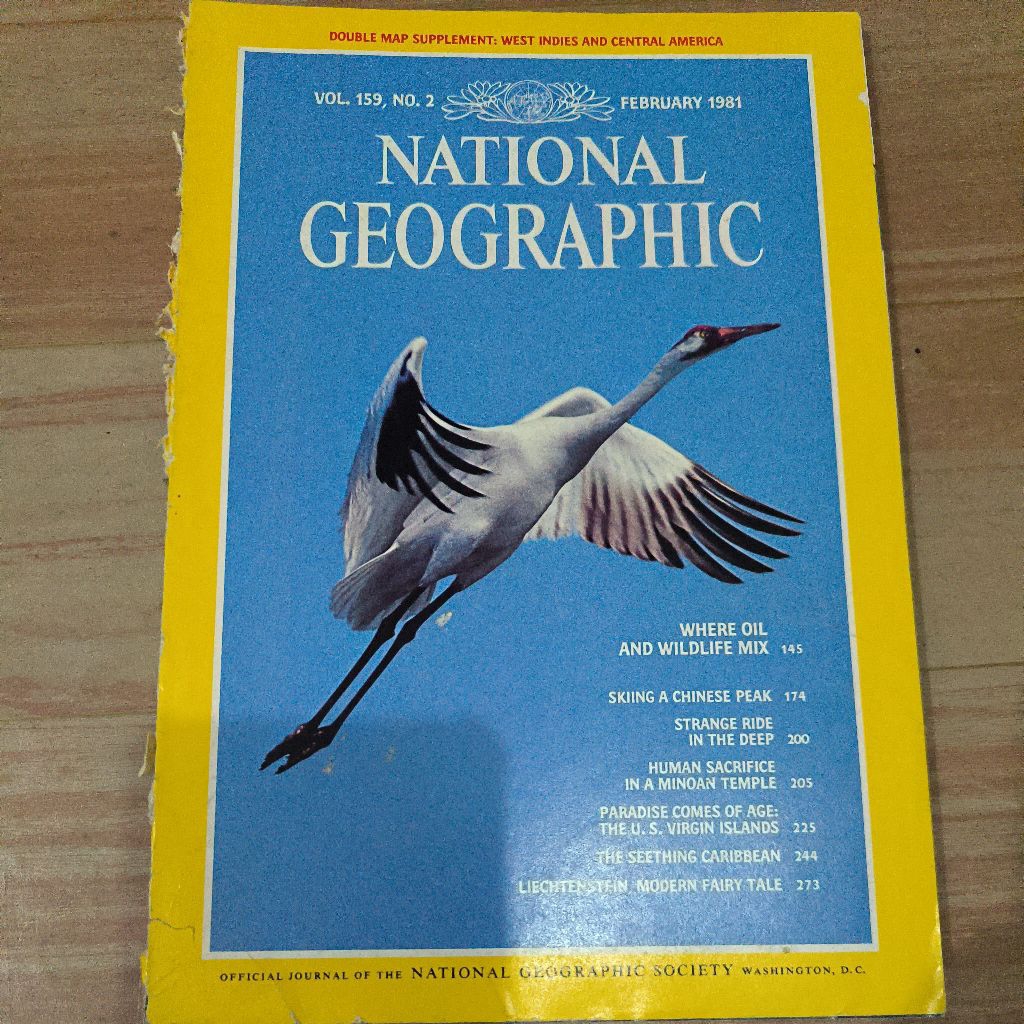 DOUBLE MAP SUPPLEMENT: WEST INDIES AND CENTRAL AMERICA
VOL. 159, NO. 2 FEBRUARY 1981
NATIONAL
GEOGRAPHIC
WHERE OIL
AND WILDLIFE MIX 145
SKIING A CHINESE PEAK 174
STRANGE RIDE
IN THE DEEP 200
HUMAN SACRIFICE
IN A MINOAN TEMPLE 205
PARADISE COMES OF AGE:
THE U. S. VIRGIN ISLANDS 225
THE SEETHING CARIBBEAN 244
LIECHTENSTEIN, MODERN FAIRY TALE 273
OFFICIAL JOURNAL OF THE NATIONAL GEOGRAPHIC SOCIETY WASHINGTON, D.C.